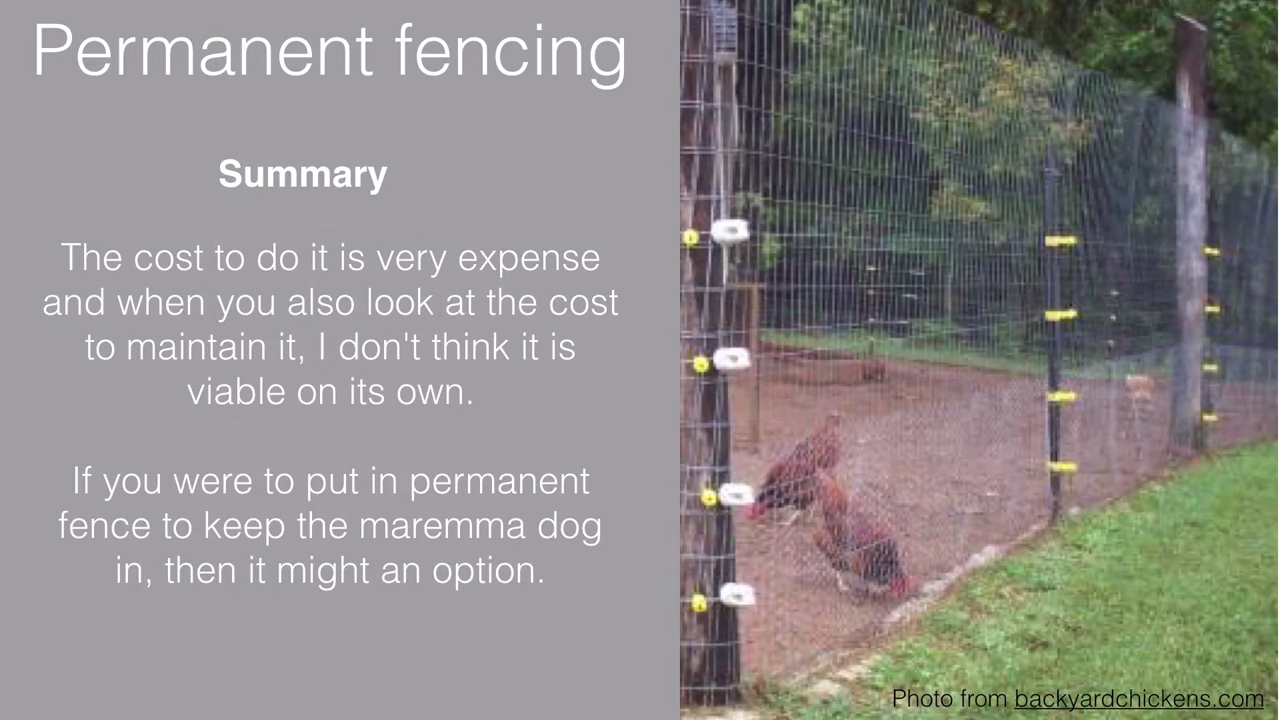 Permanent fencing
Summary
The cost to do it is very expense
and when you also look at the cost
to maintain it, I don't think it is
viable on its own.
If you were to put in permanent
fence to keep the maremma dog
in, then it might an option.
Photo from backyardchickens.com